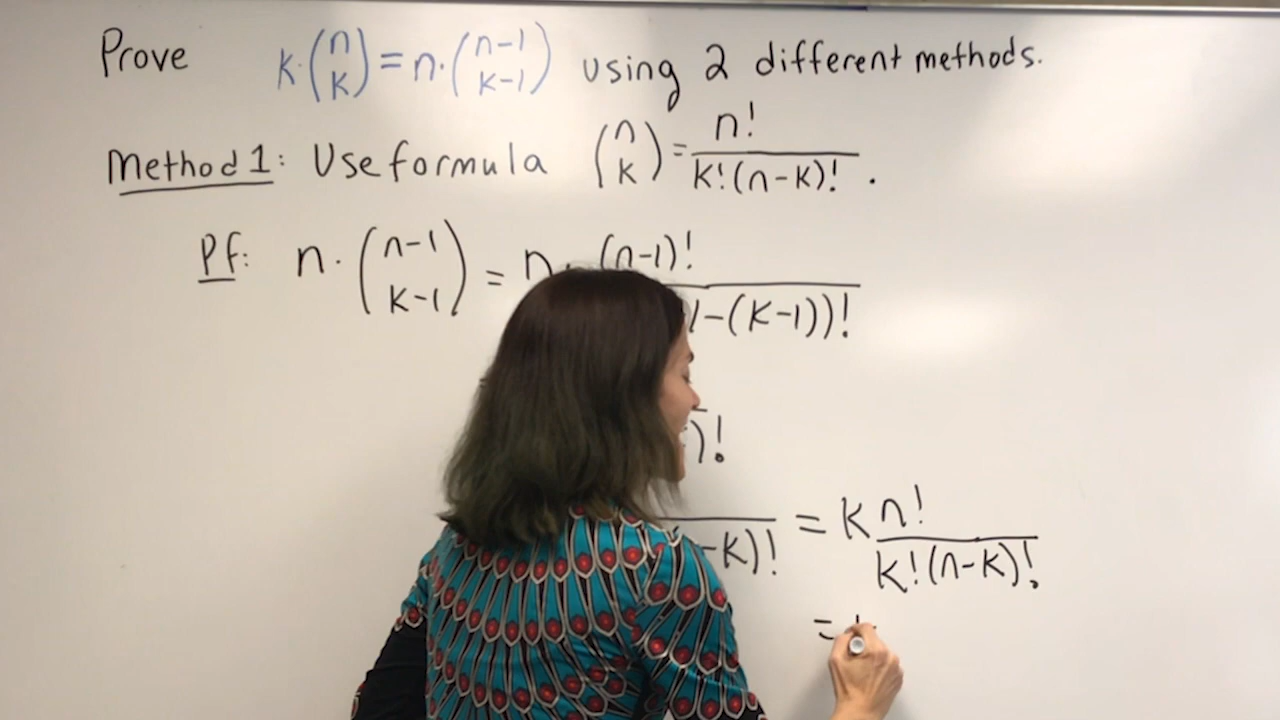 Prove k·(n k) = n·(n-1 k-1) using 2 different methods.
Method 1: Use formula (n k) = n! / k!(n-k)! .
Pf: n·(n-1 k-1) = n · (n-1)! / -(k-1))!
)!
-k)! = k n! / k!(n-k)!
=